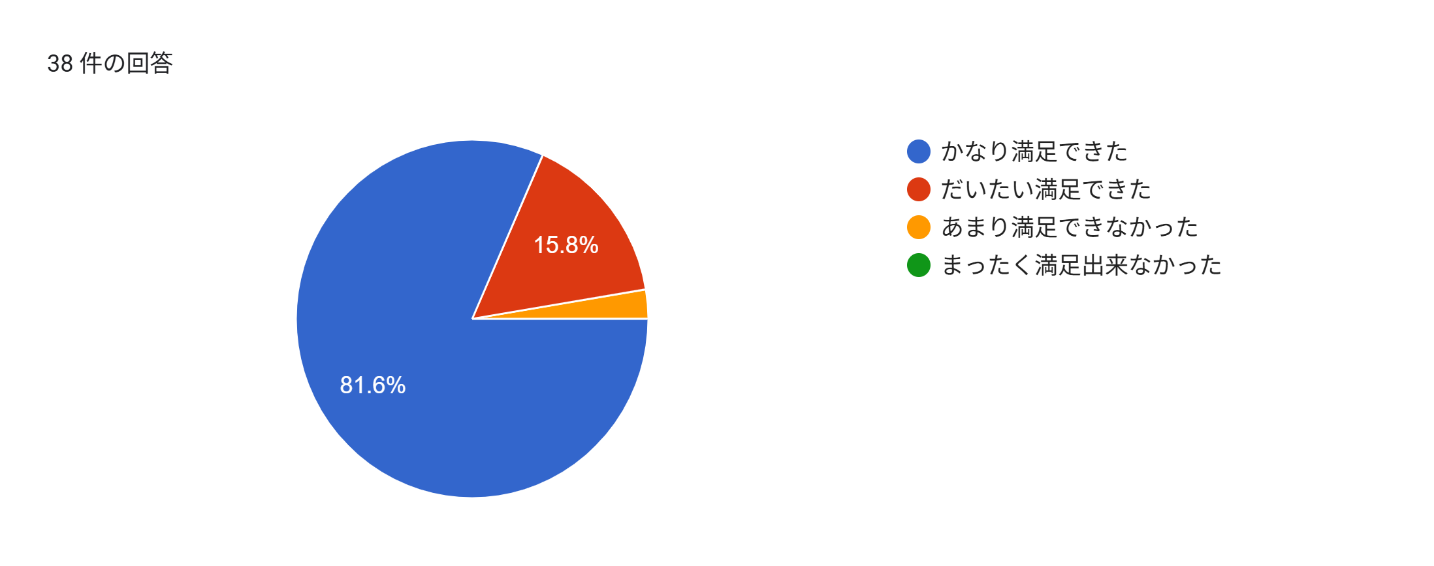 38 件の回答
かなり満足できた
だいたい満足できた
あまり満足できなかった
まったく満足出来なかった
15.8%
81.6%